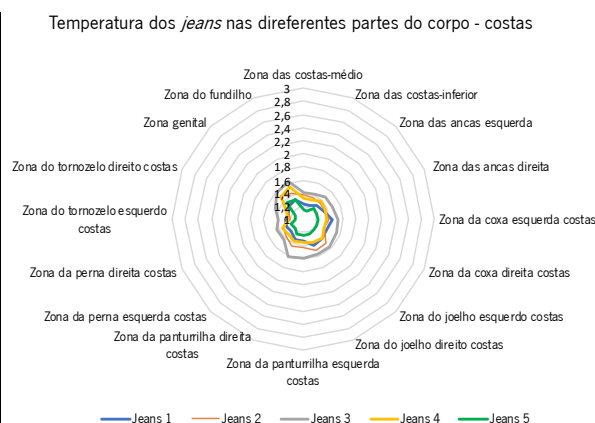 Temperatura dos jeans nas direferentes partes do corpo - costas
Zona das costas-médio
Zona das costas-inferior
Zona das ancas esquerda
Zona das ancas direita
Zona da coxa esquerda costas
Zona da coxa direita costas
Zona do joelho esquerdo costas
Zona do joelho direito costas
Zona da panturrilha esquerda
costas
Zona da panturrilha direita
costas
Zona da perna esquerda costas
Zona da perna direita costas
Zona do tornozelo esquerdo
costas
Zona do tornozelo direito costas
Zona genital
Zona do fundilho
3
2,8
2,6
2,4
2,2
2
1,8
1,6
1,4
1,2
1
Jeans 1
Jeans 2
Jeans 3
Jeans 4
Jeans 5